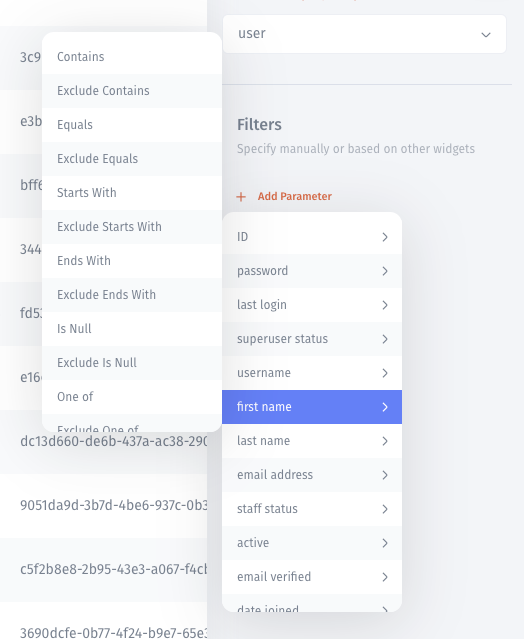 user
Filters
Specify manually or based on other widgets
+ Add Parameter
ID
password
last login
superuser status
username
first name
last name
email address
staff status
active
email verified
date joined
Contains
Exclude Contains
Equals
Exclude Equals
Starts With
Exclude Starts With
Ends With
Exclude Ends With
Is Null
Exclude Is Null
One of
Exclude One of
3c9
e3b
bff6
344
fd53
e16
dc13d660-de6b-437a-ac38-290
9051da9d-3b7d-4be6-937c-0b3
c5f2b8e8-2b95-43e3-a067-f4cb
3690dcfe-0b77-4f24-b9e7-65e3